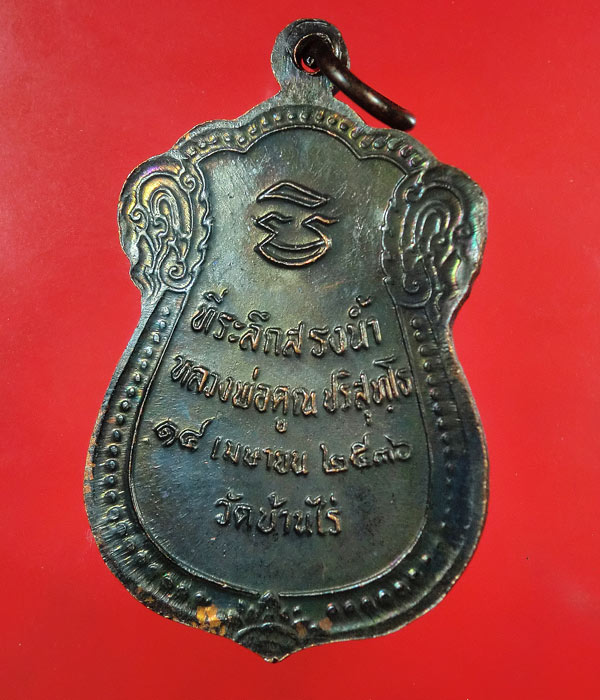 ที่ระลึกสรงน้ำ
หลวงพ่อคูณ ปริสุทฺโธ
๑๔ เมษายน ๒๕๓๖
วัดบ้านไร่